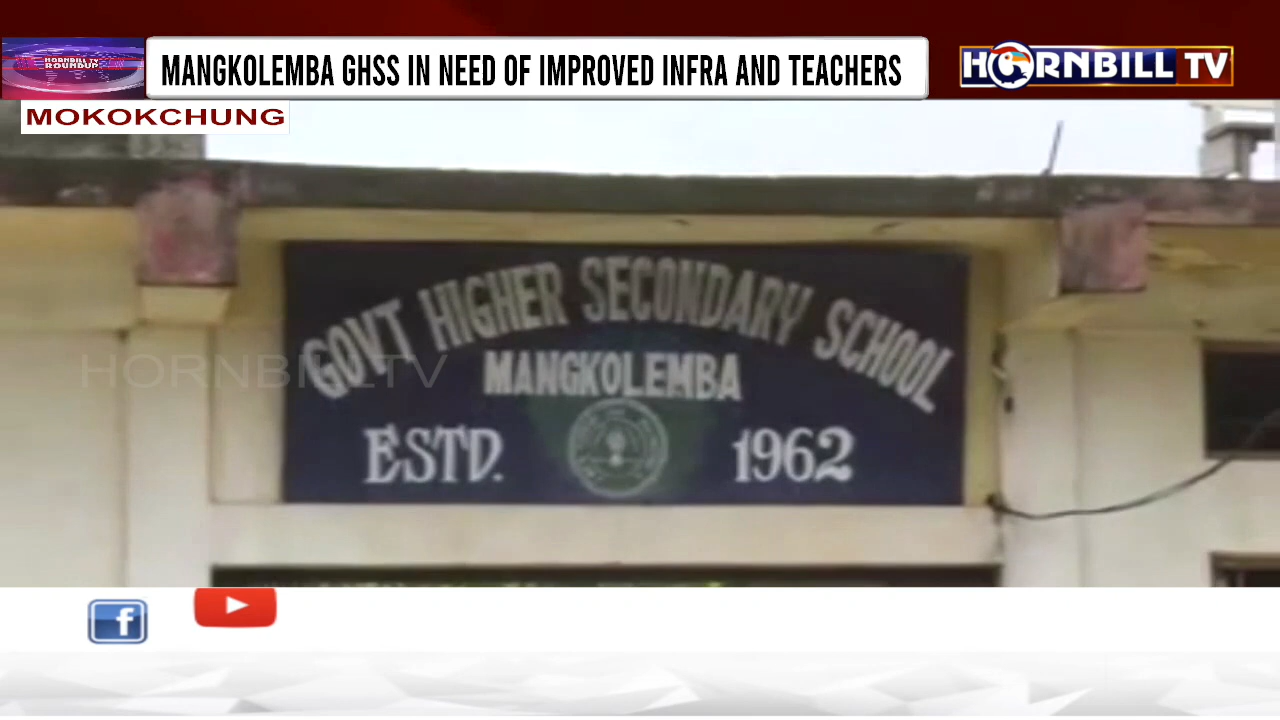 HORNBILL TV
ROUNDUP
MANGKOLEMBA GHSS IN NEED OF IMPROVED INFRA AND TEACHERS
HORNBILL TV
MOKOKCHUNG
GOVT HIGHER SECONDARY SCHOOL
MANGKOLEMBA
HORNBILL TV
ESTD. 1962
f